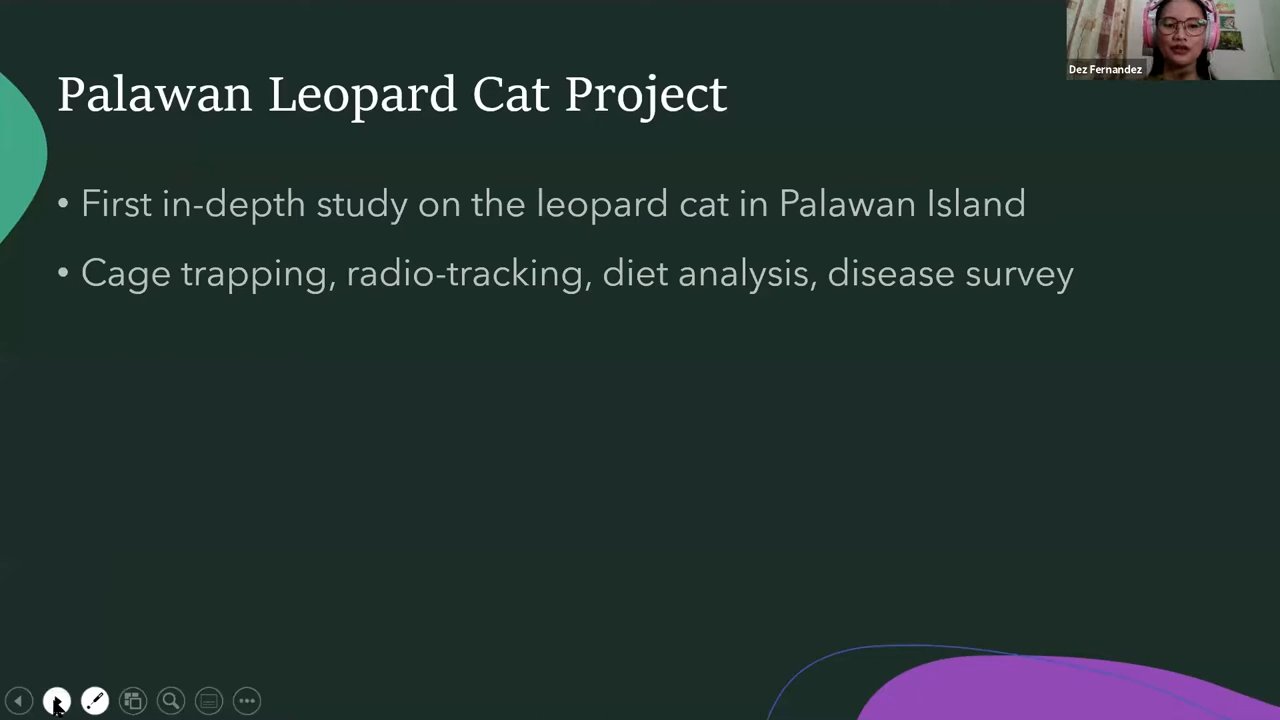 Dez Fernandez
Palawan Leopard Cat Project
• First in-depth study on the leopard cat in Palawan Island
• Cage trapping, radio-tracking, diet analysis, disease survey